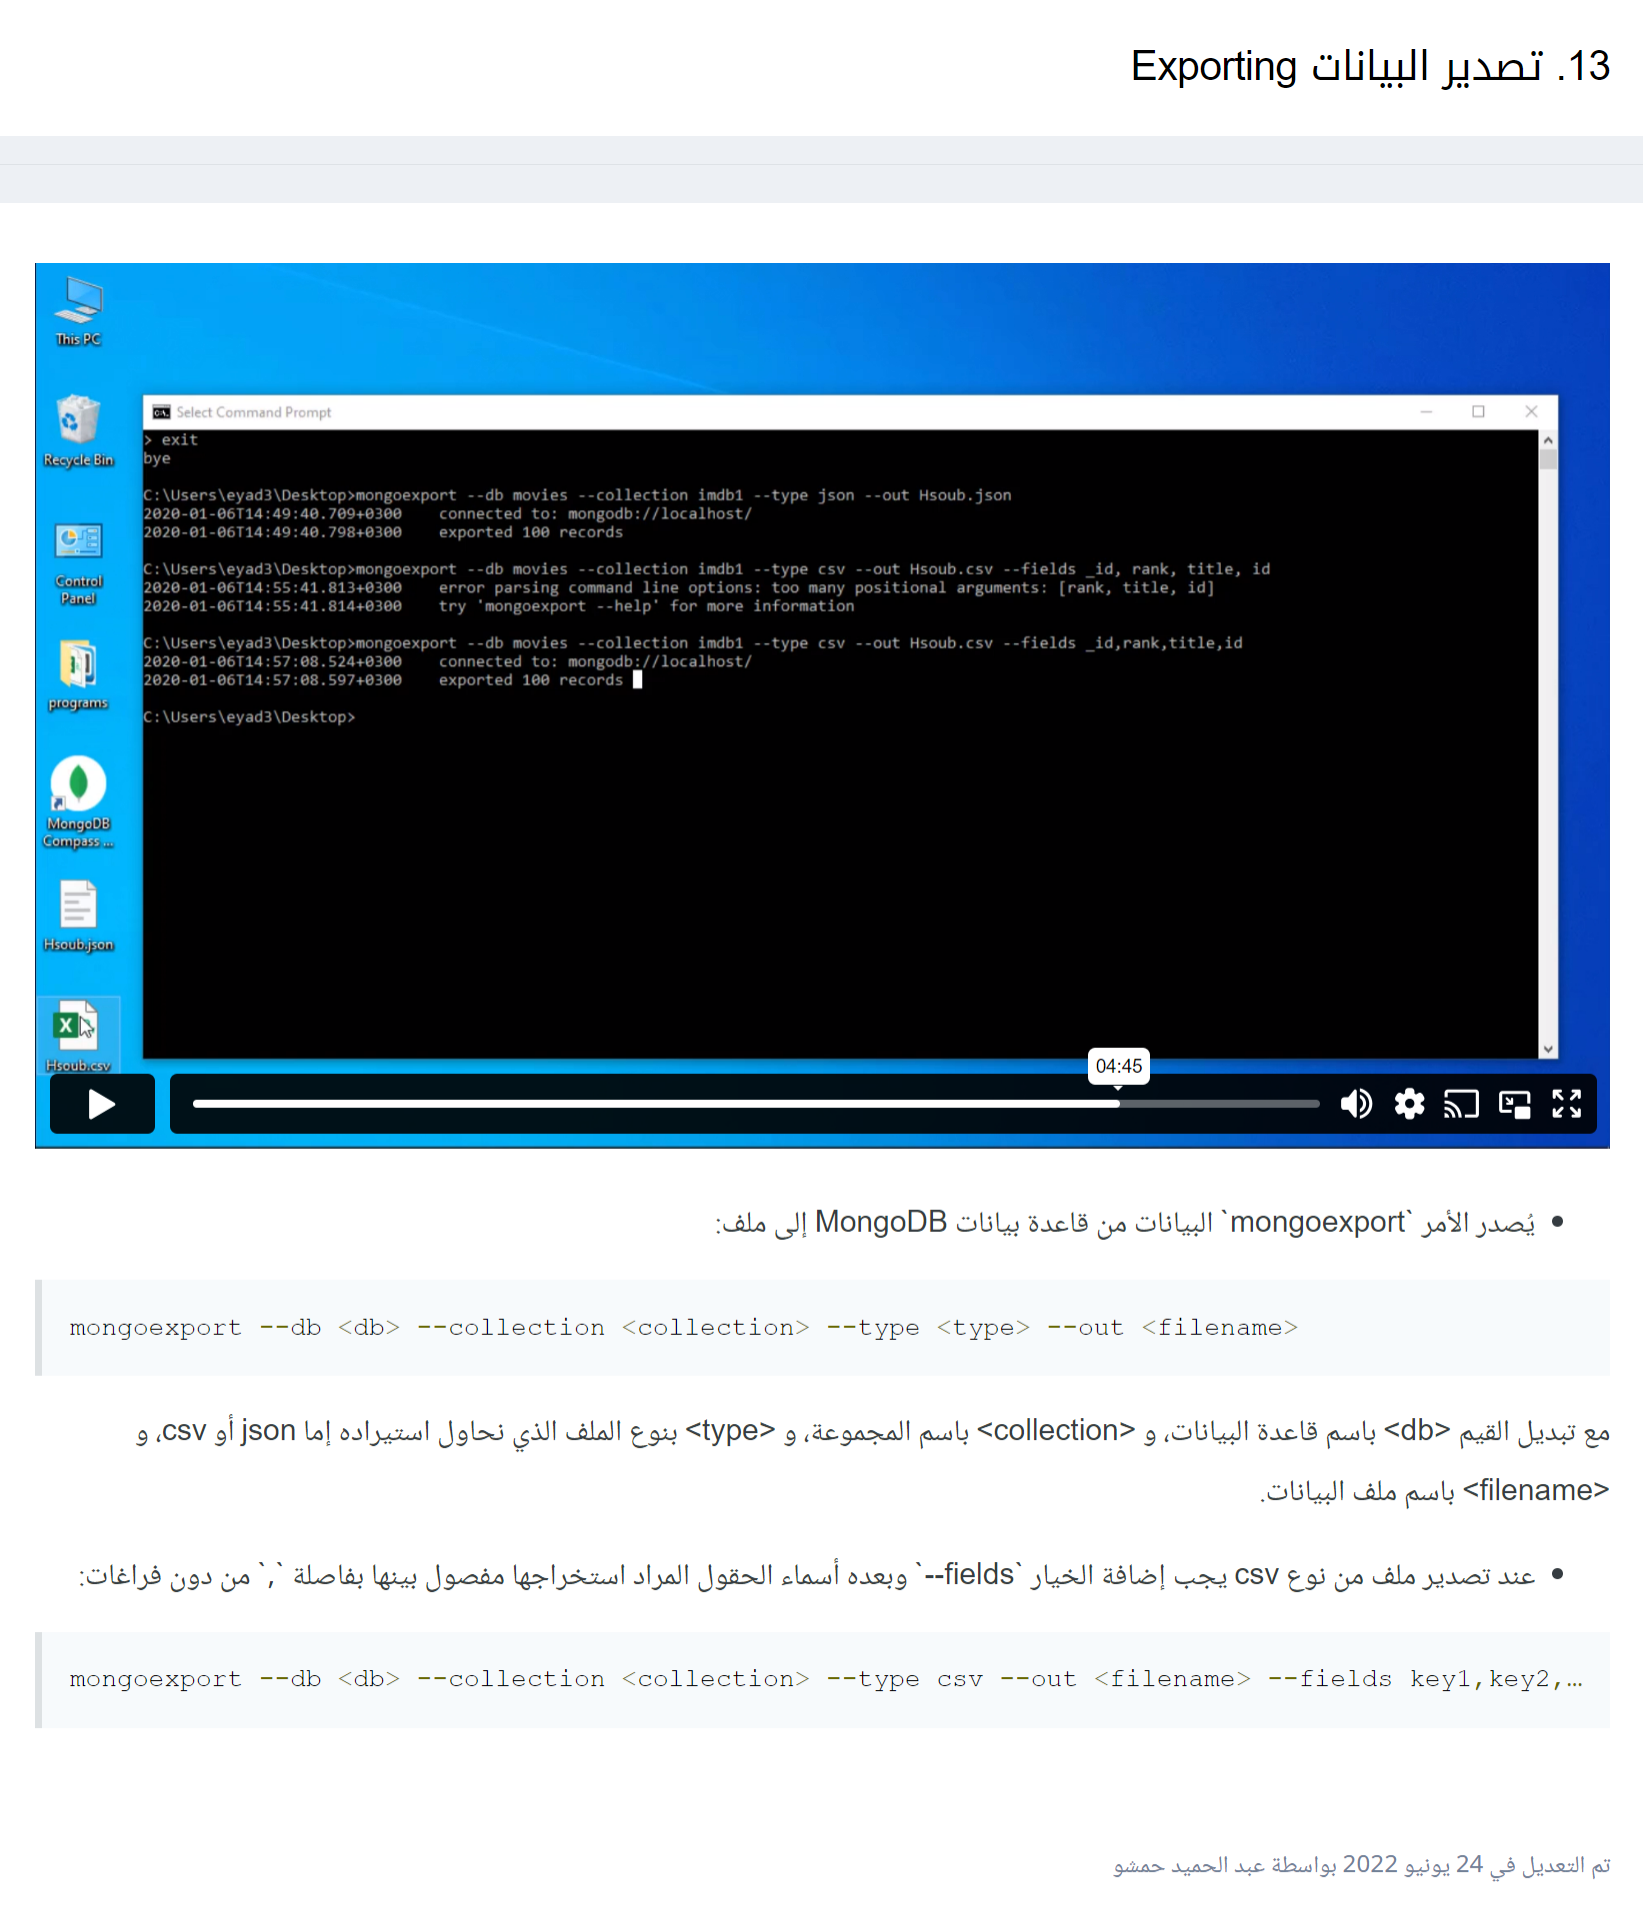 13. تصدير البيانات Exporting
This PC
Recycle Bin
Control
Panel
programs
MongoDB
Compass ...
Hsoub.json
Hsoub.csv
Select Command Prompt
> exit
bye
C:\Users\eyad3\Desktop>mongoexport --db movies --collection imdb1 --type json --out Hsoub.json
2020-01-06T14:49:40.709+0300    connected to: mongodb://localhost/
2020-01-06T14:49:40.798+0300    exported 100 records
C:\Users\eyad3\Desktop>mongoexport --db movies --collection imdb1 --type csv --out Hsoub.csv --fields _id, rank, title, id
2020-01-06T14:55:41.813+0300    error parsing command line options: too many positional arguments: [rank, title, id]
2020-01-06T14:55:41.814+0300    try 'mongoexport --help' for more information
C:\Users\eyad3\Desktop>mongoexport --db movies --collection imdb1 --type csv --out Hsoub.csv --fields _id,rank,title,id
2020-01-06T14:57:08.524+0300    connected to: mongodb://localhost/
2020-01-06T14:57:08.597+0300    exported 100 records
C:\Users\eyad3\Desktop>
04:45
• يُصدر الأمر `mongoexport` البيانات من قاعدة بيانات MongoDB إلى ملف:
mongoexport --db <db> --collection <collection> --type <type> --out <filename>
مع تبديل القيم <db> باسم قاعدة البيانات، و <collection> باسم المجموعة، و <type> بنوع الملف الذي نحاول استيراده إما json أو csv، و
<filename> باسم ملف البيانات.
• عند تصدير ملف من نوع csv يجب إضافة الخيار `--fields` وبعده أسماء الحقول المراد استخراجها مفصول بينها بفاصلة `,` من دون فراغات:
mongoexport --db <db> --collection <collection> --type csv --out <filename> --fields key1,key2,…
تم التعديل في 24 يونيو 2022 بواسطة عبد الحميد حمشو